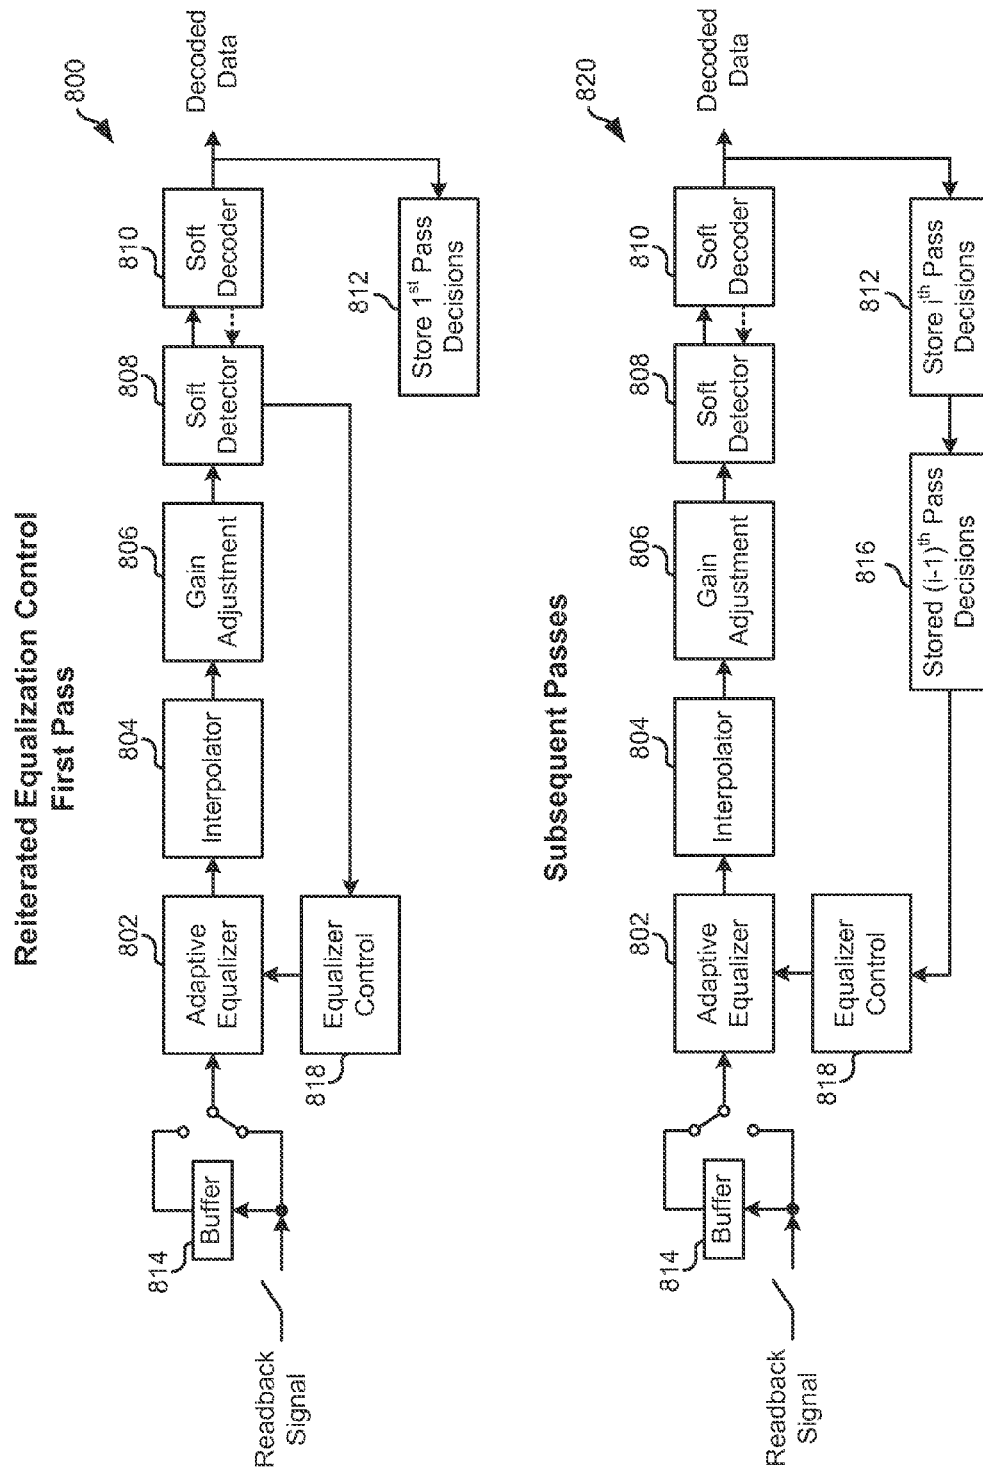 Reiterated Equalization Control
First Pass
800
802
804
806
808
810
Adaptive
Equalizer
Interpolator
Gain
Adjustment
Soft
Detector
Soft
Decoder
Decoded
Data
814
Buffer
818
Equalizer
Control
812
Store 1st Pass
Decisions
Readback
Signal
Subsequent Passes
820
802
804
806
808
810
Adaptive
Equalizer
Interpolator
Gain
Adjustment
Soft
Detector
Soft
Decoder
Decoded
Data
814
Buffer
818
Equalizer
Control
816
Stored (i-1)th Pass
Decisions
812
Store ith Pass
Decisions
Readback
Signal